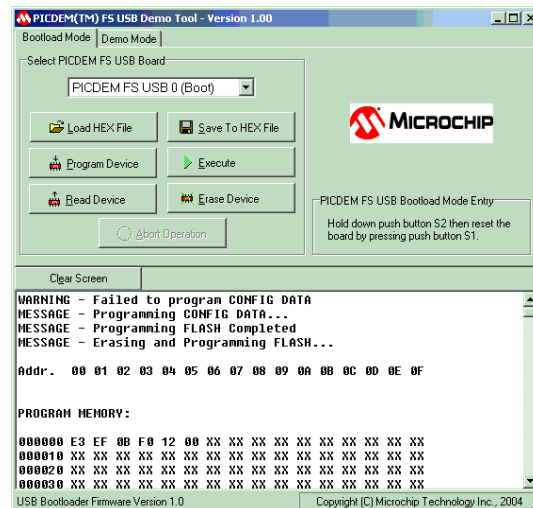 PICDEM(TM) FS USB Demo Tool - Version 1.00
Bootload Mode Demo Mode
Select PICDEM FS USB Board
PICDEM FS USB 0 (Boot)
Load HEX File Save To HEX File
Program Device Execute
Read Device Erase Device
Abort Operation
MICROCHIP
PICDEM FS USB Bootload Mode Entry
Hold down push button S2 then reset the
board by pressing push button S1.
Clear Screen
WARNING - Failed to program CONFIG DATA
MESSAGE - Programming CONFIG DATA...
MESSAGE - Programming FLASH Completed
MESSAGE - Erasing and Programming FLASH...
Addr. 00 01 02 03 04 05 06 07 08 09 0A 0B 0C 0D 0E 0F
PROGRAM MEMORY:
000000 E3 EF 0B F0 12 00 XX XX XX XX XX XX XX XX XX XX
000010 XX XX XX XX XX XX XX XX XX XX XX XX XX XX XX XX
000020 XX XX XX XX XX XX XX XX XX XX XX XX XX XX XX XX
000030 XX XX XX XX XX XX XX XX XX XX XX XX XX XX XX XX
USB Bootloader Firmware Version 1.0 Copyright (C) Microchip Technology Inc., 2004